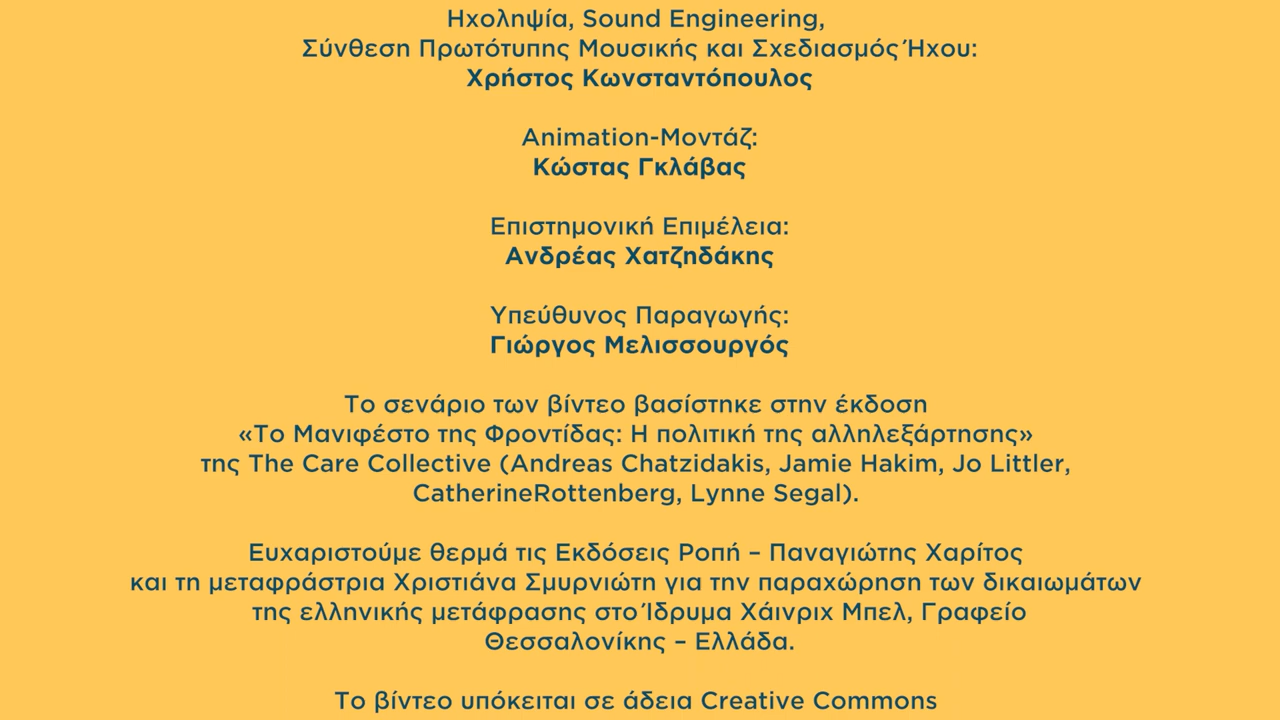 Ηχοληψία, Sound Engineering,
Σύνθεση Πρωτότυπης Μουσικής και Σχεδιασμός Ήχου:
Χρήστος Κωνσταντόπουλος
Animation-Μοντάζ:
Κώστας Γκλάβας
Επιστημονική Επιμέλεια:
Ανδρέας Χατζηδάκης
Υπεύθυνος Παραγωγής:
Γιώργος Μελισσουργός
Το σενάριο των βίντεο βασίστηκε στην έκδοση
«Το Μανιφέστο της Φροντίδας: Η πολιτική της αλληλεξάρτησης»
της The Care Collective (Andreas Chatzidakis, Jamie Hakim, Jo Littler,
CatherineRottenberg, Lynne Segal).
Ευχαριστούμε θερμά τις Εκδόσεις Ροπή – Παναγιώτης Χαρίτος
και τη μεταφράστρια Χριστιάνα Σμυρνιώτη για την παραχώρηση των δικαιωμάτων
της ελληνικής μετάφρασης στο Ίδρυμα Χάινριχ Μπελ, Γραφείο
Θεσσαλονίκης – Ελλάδα.
Το βίντεο υπόκειται σε άδεια Creative Commons